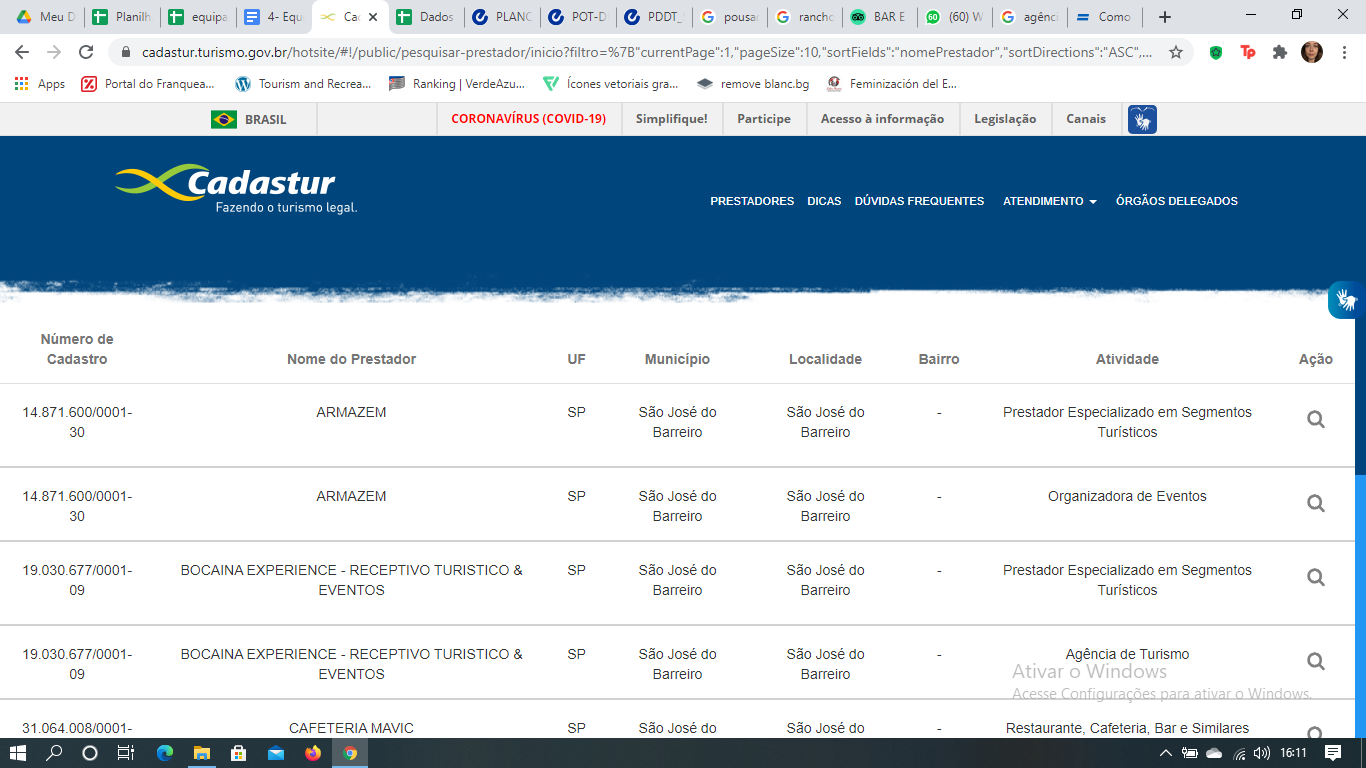 Meu D
Planilh
equipa
4- Equ
Cac
Dados
PLANC
POT-D
PDDT_
pousa
rancho
BAR E
(60) W
agênci
Como
cadastur.turismo.gov.br/hotsite/#!/public/pesquisar-prestador/inicio?filtro=%7B"currentPage":1,"pageSize":10,"sortFields":"nomePrestador","sortDirections":"ASC",...
Apps
Portal do Franquea...
Tourism and Recrea...
Ranking | VerdeAzu...
Ícones vetoriais gra...
remove blanc.bg
Feminización del E...
BRASIL
CORONAVÍRUS (COVID-19)
Simplifique!
Participe
Acesso à informação
Legislação
Canais
Cadastur
Fazendo o turismo legal.
PRESTADORES
DICAS
DÚVIDAS FREQUENTES
ATENDIMENTO
ÓRGÃOS DELEGADOS
Número de
Cadastro
Nome do Prestador
UF
Município
Localidade
Bairro
Atividade
Ação
14.871.600/0001-
30
ARMAZEM
SP
São José do
Barreiro
São José do
Barreiro
-
Prestador Especializado em Segmentos
Turísticos
14.871.600/0001-
30
ARMAZEM
SP
São José do
Barreiro
São José do
Barreiro
-
Organizadora de Eventos
19.030.677/0001-
09
BOCAINA EXPERIENCE - RECEPTIVO TURISTICO &
EVENTOS
SP
São José do
Barreiro
São José do
Barreiro
-
Prestador Especializado em Segmentos
Turísticos
19.030.677/0001-
09
BOCAINA EXPERIENCE - RECEPTIVO TURISTICO &
EVENTOS
SP
São José do
Barreiro
São José do
Barreiro
-
Agência de Turismo
31.064.008/0001-
CAFETERIA MAVIC
SP
São José do
São José do
-
Restaurante, Cafeteria, Bar e Similares
Ativar o Windows
Acesse Configurações para ativar o Windows.
16:11